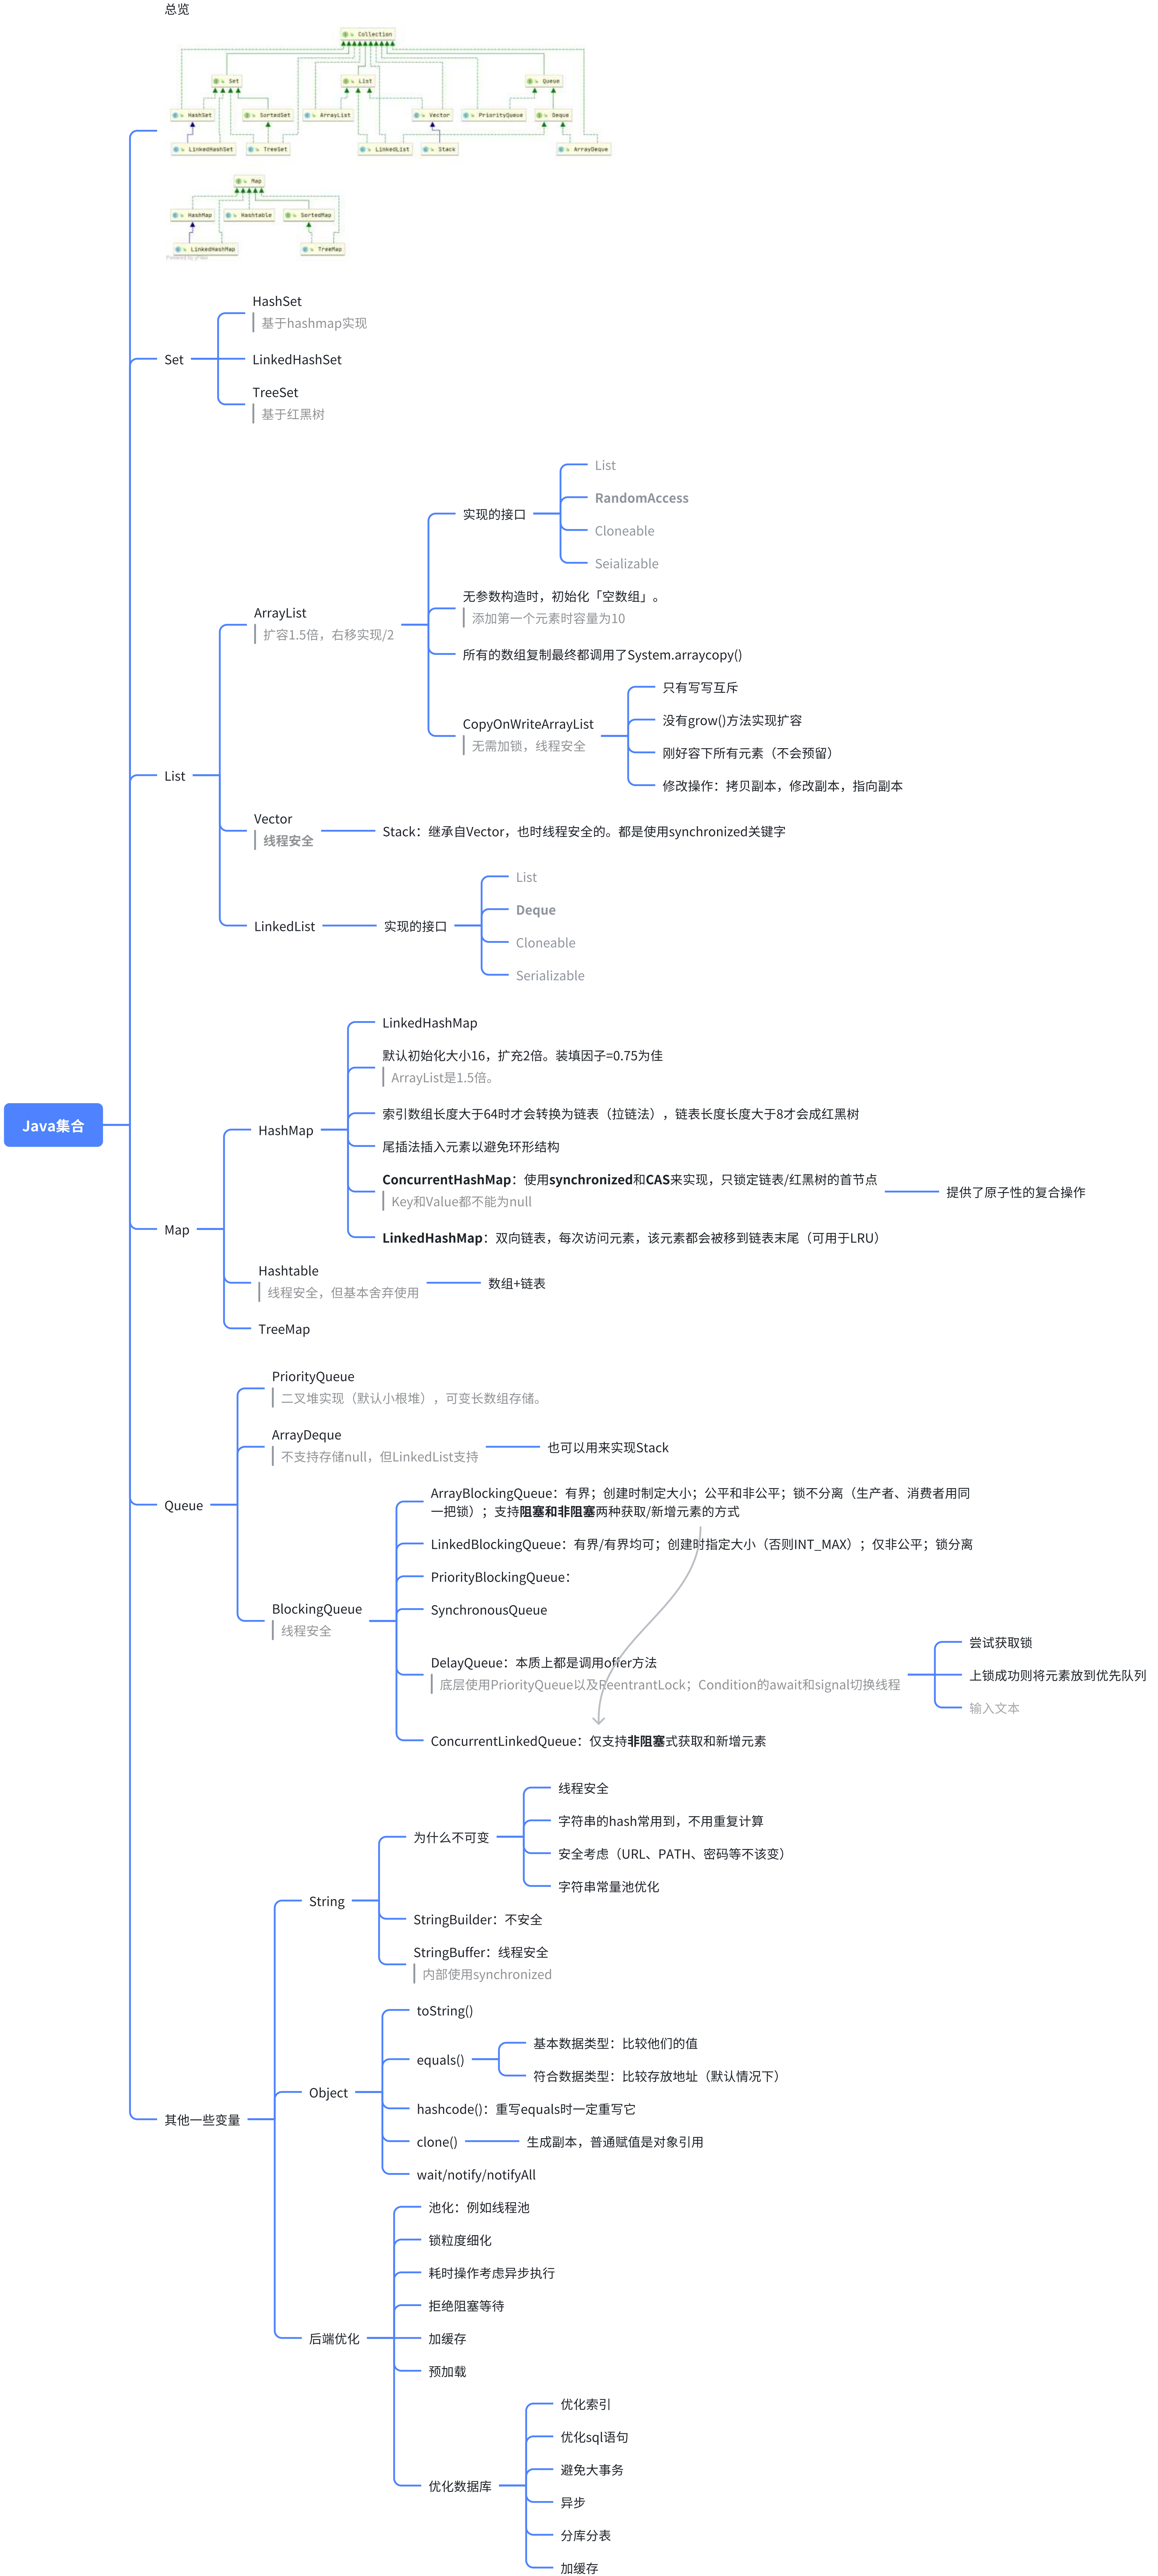 总览
Collection
Set
List
Queue
HashSet
SortedSet
ArrayList
Vector
PriorityQueue
Deque
LinkedHashSet
TreeSet
LinkedList
Stack
ArrayDeque
Map
HashMap
Hashtable
SortedMap
LinkedHashMap
TreeMap
Powered by yFiles
Java集合
Set
HashSet
基于hashmap实现
LinkedHashSet
TreeSet
基于红黑树
List
ArrayList
扩容1.5倍，右移实现/2
实现的接口
List
RandomAccess
Cloneable
Seializable
无参数构造时，初始化「空数组」。
添加第一个元素时容量为10
所有的数组复制最终都调用了System.arraycopy()
CopyOnWriteArrayList
无需加锁，线程安全
只有写写互斥
没有grow()方法实现扩容
刚好容下所有元素（不会预留）
修改操作：拷贝副本，修改副本，指向副本
Vector
线程安全
Stack：继承自Vector，也时线程安全的。都是使用synchronized关键字
LinkedList
实现的接口
List
Deque
Cloneable
Serializable
Map
HashMap
LinkedHashMap
默认初始化大小16，扩充2倍。装填因子=0.75为佳
ArrayList是1.5倍。
索引数组长度大于64时才会转换为链表（拉链法），链表长度长度大于8才会成红黑树
尾插法插入元素以避免环形结构
ConcurrentHashMap：使用synchronized和CAS来实现，只锁定链表/红黑树的首节点
Key和Value都不能为null
提供了原子性的复合操作
LinkedHashMap：双向链表，每次访问元素，该元素都会被移到链表末尾（可用于LRU）
Hashtable
线程安全，但基本舍弃使用
数组+链表
TreeMap
Queue
PriorityQueue
二叉堆实现（默认小根堆），可变长数组存储。
ArrayDeque
不支持存储null，但LinkedList支持
也可以用来实现Stack
BlockingQueue
线程安全
ArrayBlockingQueue：有界；创建时制定大小；公平和非公平；锁不分离（生产者、消费者用同
一把锁）；支持阻塞和非阻塞两种获取/新增元素的方式
LinkedBlockingQueue：有界/有界均可；创建时指定大小（否则INT_MAX）；仅非公平；锁分离
PriorityBlockingQueue：
SynchronousQueue
DelayQueue：本质上都是调用offer方法
底层使用PriorityQueue以及ReentrantLock；Condition的await和signal切换线程
尝试获取锁
上锁成功则将元素放到优先队列
输入文本
ConcurrentLinkedQueue：仅支持非阻塞式获取和新增元素
其他一些变量
String
为什么不可变
线程安全
字符串的hash常用到，不用重复计算
安全考虑（URL、PATH、密码等不该变）
字符串常量池优化
StringBuilder：不安全
StringBuffer：线程安全
内部使用synchronized
Object
toString()
equals()
基本数据类型：比较他们的值
符合数据类型：比较存放地址（默认情况下）
hashcode()：重写equals时一定重写它
clone()
生成副本，普通赋值是对象引用
wait/notify/notifyAll
后端优化
池化：例如线程池
锁粒度细化
耗时操作考虑异步执行
拒绝阻塞等待
加缓存
预加载
优化数据库
优化索引
优化sql语句
避免大事务
异步
分库分表
加缓存